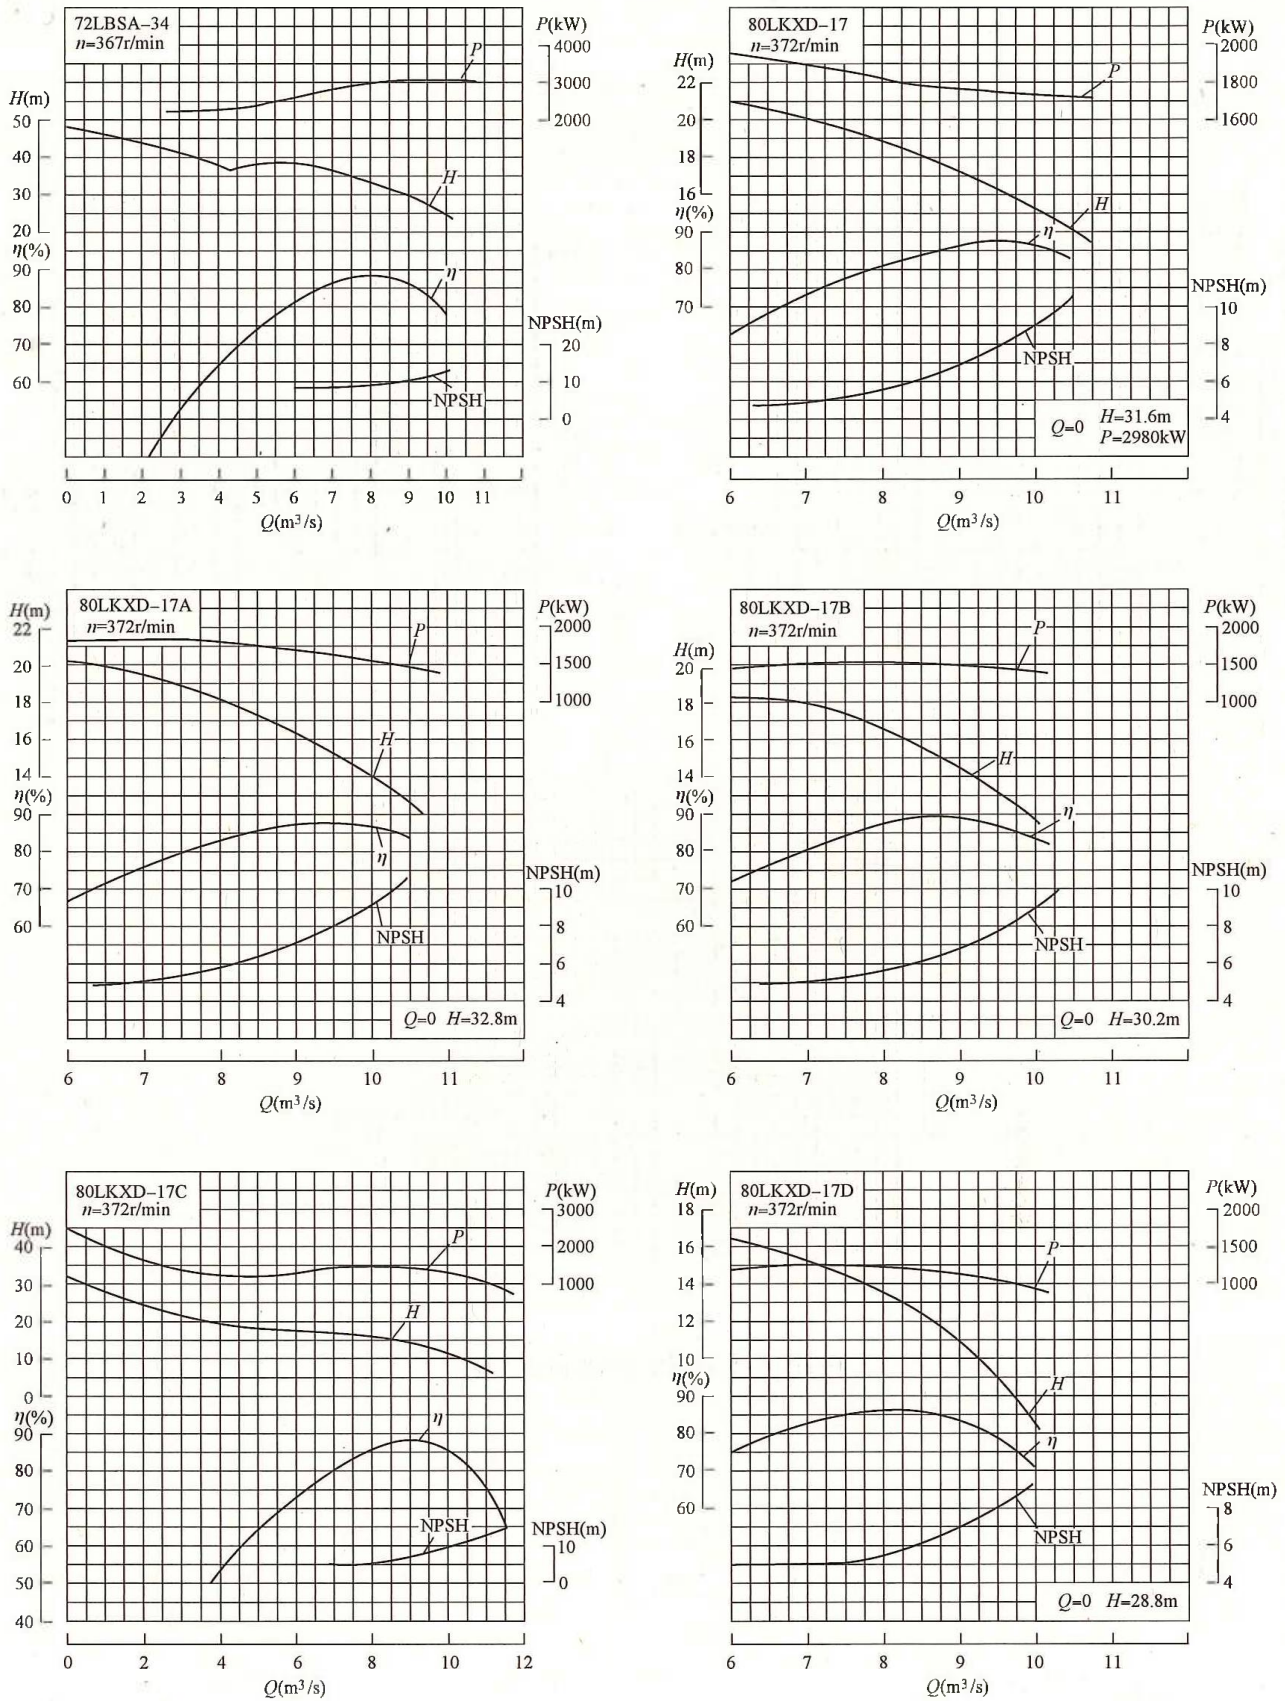 72LBSA-34
n=367r/min
P(kW)
4000
3000
2000
P
H(m)
50
40
30
20
H
η(%)
90
80
70
60
η
NPSH(m)
20
10
0
NPSH
0 1 2 3 4 5 6 7 8 9 10 11
Q(m³/s)
80LKXD-17
n=372r/min
P(kW)
2000
1800
1600
P
H(m)
22
20
18
16
H
η(%)
90
80
70
η
NPSH(m)
10
8
6
4
NPSH
Q=0 H=31.6m
P=2980kW
6 7 8 9 10 11
Q(m³/s)
80LKXD-17A
n=372r/min
P(kW)
2000
1500
1000
P
H(m)
22
20
18
16
14
H
η(%)
90
80
70
60
η
NPSH(m)
10
8
6
4
NPSH
Q=0 H=32.8m
6 7 8 9 10 11
Q(m³/s)
80LKXD-17B
n=372r/min
P(kW)
2000
1500
1000
P
H(m)
20
18
16
14
H
η(%)
90
80
70
60
η
NPSH(m)
10
8
6
4
NPSH
Q=0 H=30.2m
6 7 8 9 10 11
Q(m³/s)
80LKXD-17C
n=372r/min
P(kW)
3000
2000
1000
P
H(m)
40
30
20
10
0
H
η(%)
90
80
70
60
50
40
η
NPSH
NPSH(m)
10
0
0 2 4 6 8 10 12
Q(m³/s)
80LKXD-17D
n=372r/min
P(kW)
2000
1500
1000
P
H(m)
18
16
14
12
10
H
η(%)
90
80
70
60
η
NPSH(m)
8
6
4
NPSH
Q=0 H=28.8m
6 7 8 9 10 11
Q(m³/s)